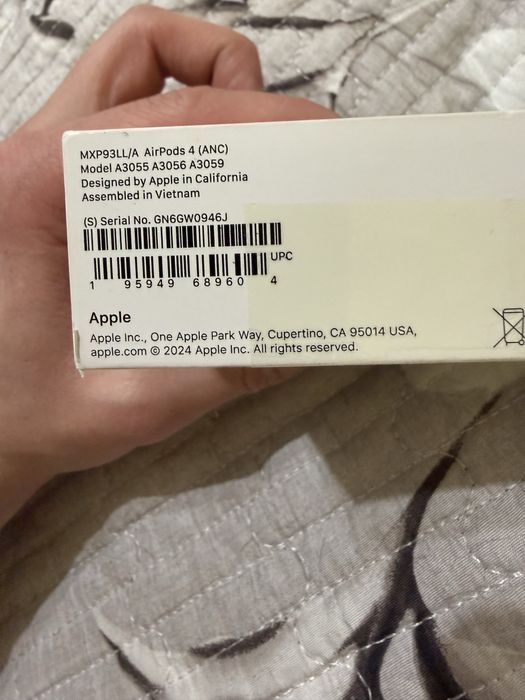 MXP93LL/A AirPods 4 (ANC)
Model A3055 A3056 A3059
Designed by Apple in California
Assembled in Vietnam
(S) Serial No. GN6GW0946J
UPC
1 95949 68960 4
Apple
Apple Inc., One Apple Park Way, Cupertino, CA 95014 USA,
apple.com © 2024 Apple Inc. All rights reserved.